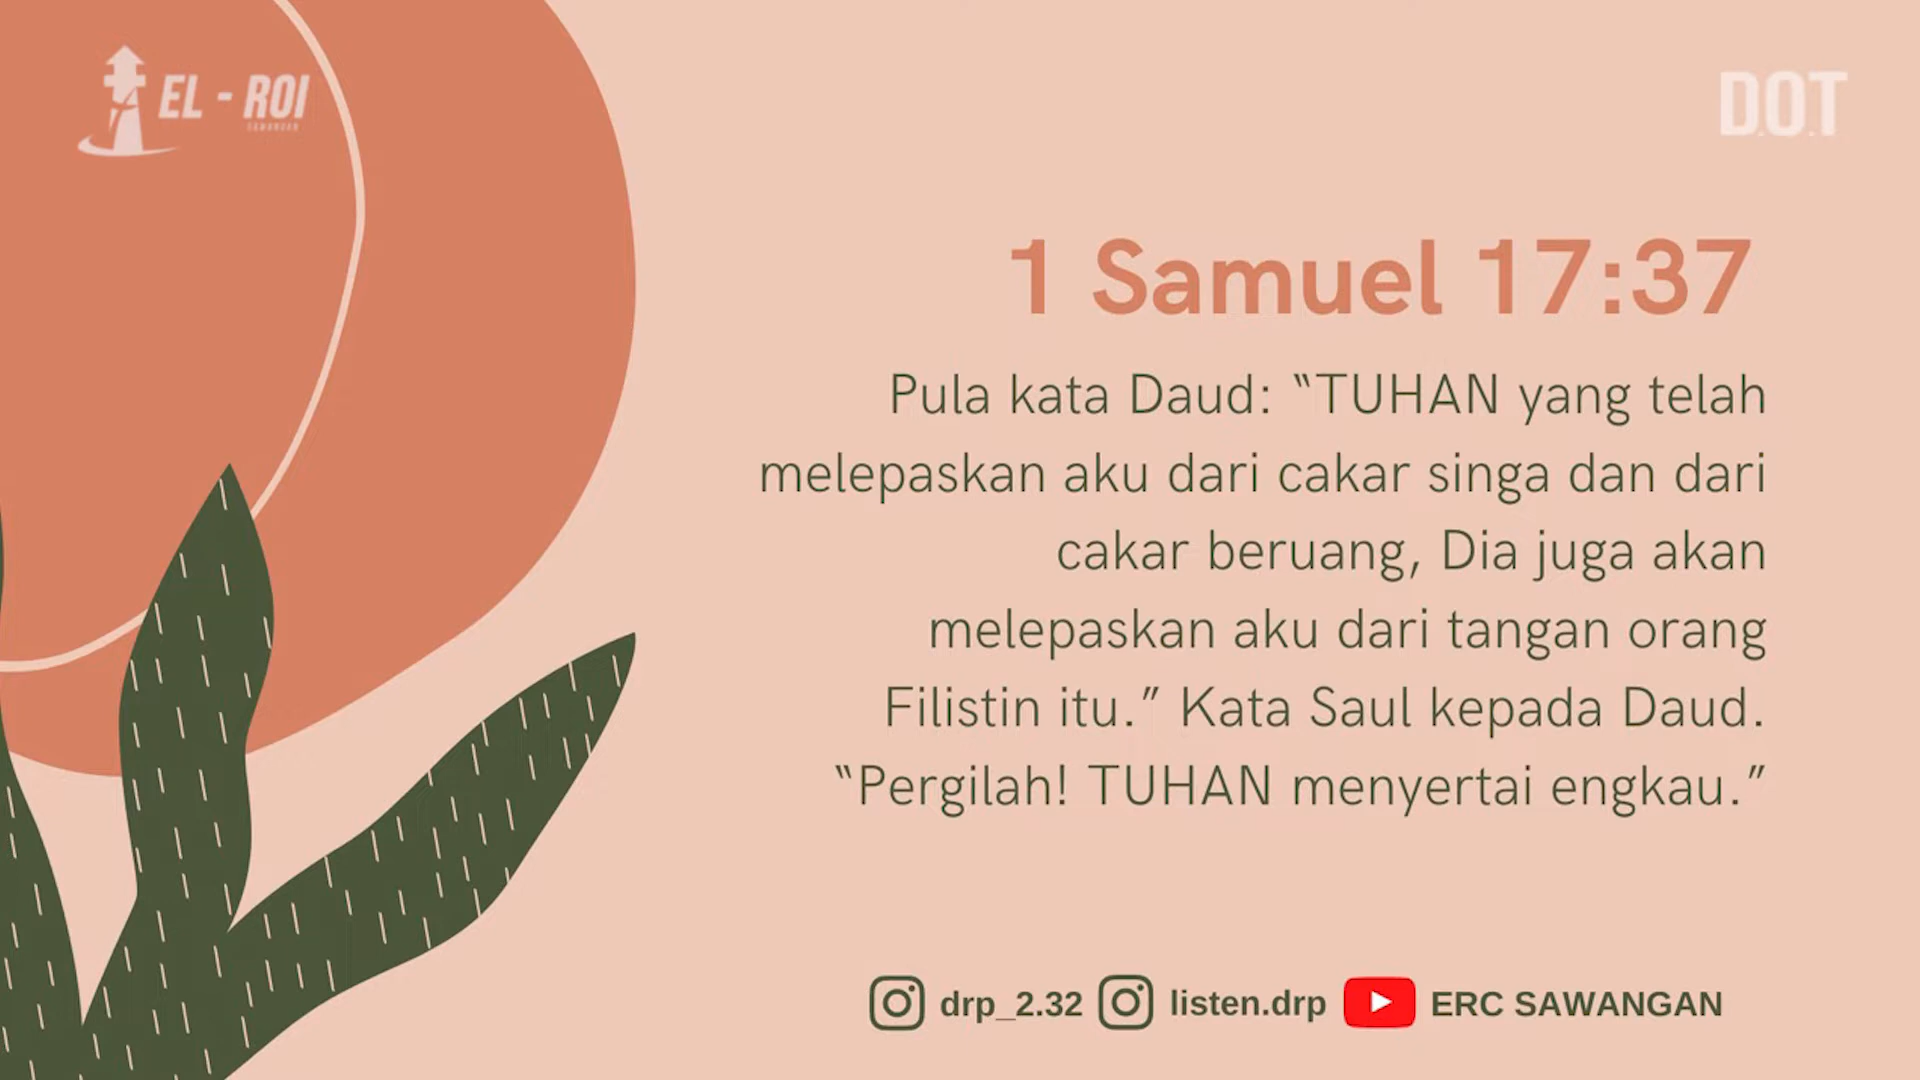 EL - ROI
SAWANGAN
D.O.T
1 Samuel 17:37
Pula kata Daud: “TUHAN yang telah
melepaskan aku dari cakar singa dan dari
cakar beruang, Dia juga akan
melepaskan aku dari tangan orang
Filistin itu.” Kata Saul kepada Daud.
“Pergilah! TUHAN menyertai engkau.”
drp_2.32 listen.drp ERC SAWANGAN